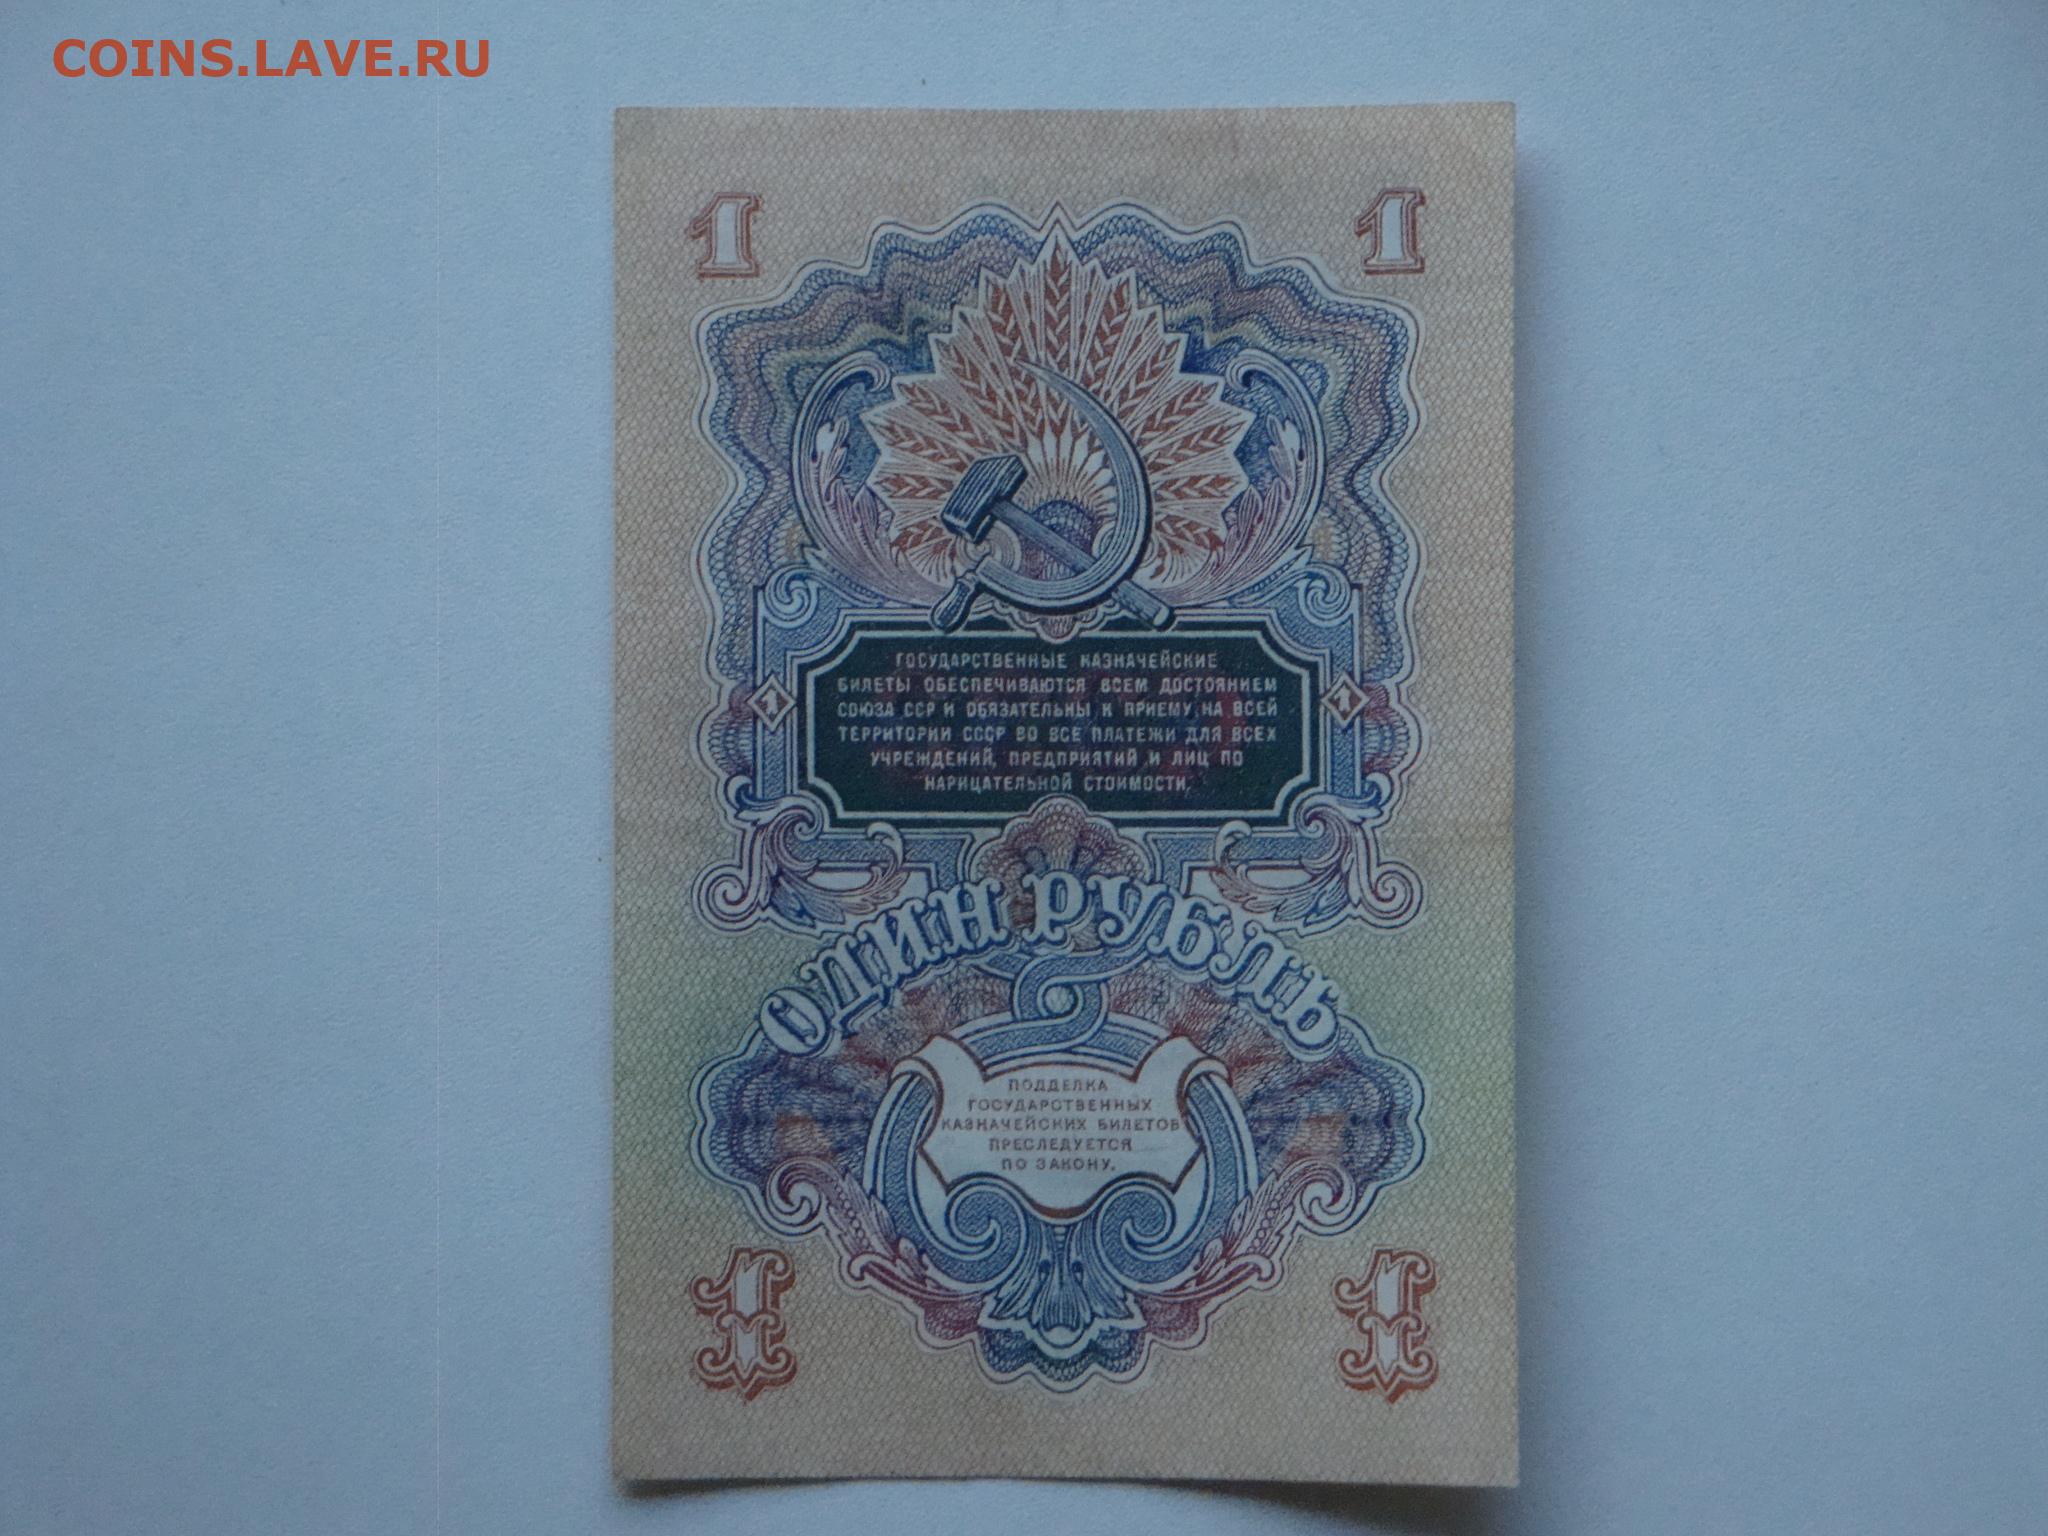 COINS.LAVE.RU
1 1
ГОСУДАРСТВЕННЫЕ КАЗНАЧЕЙСКИЕ
БИЛЕТЫ ОБЕСПЕЧИВАЮТСЯ ВСЕМ ДОСТОЯНИЕМ
СОЮЗА ССР И ОБЯЗАТЕЛЬНЫ К ПРИЕМУ НА ВСЕЙ
ТЕРРИТОРИИ СССР ВО ВСЕ ПЛАТЕЖИ ДЛЯ ВСЕХ
УЧРЕЖДЕНИЙ, ПРЕДПРИЯТИЙ И ЛИЦ ПО
НАРИЦАТЕЛЬНОЙ СТОИМОСТИ.
1 1
ОДИН РУБЛЬ
ПОДДЕЛКА
ГОСУДАРСТВЕННЫХ
КАЗНАЧЕЙСКИХ БИЛЕТОВ
ПРЕСЛЕДУЕТСЯ
ПО ЗАКОНУ.
1 1